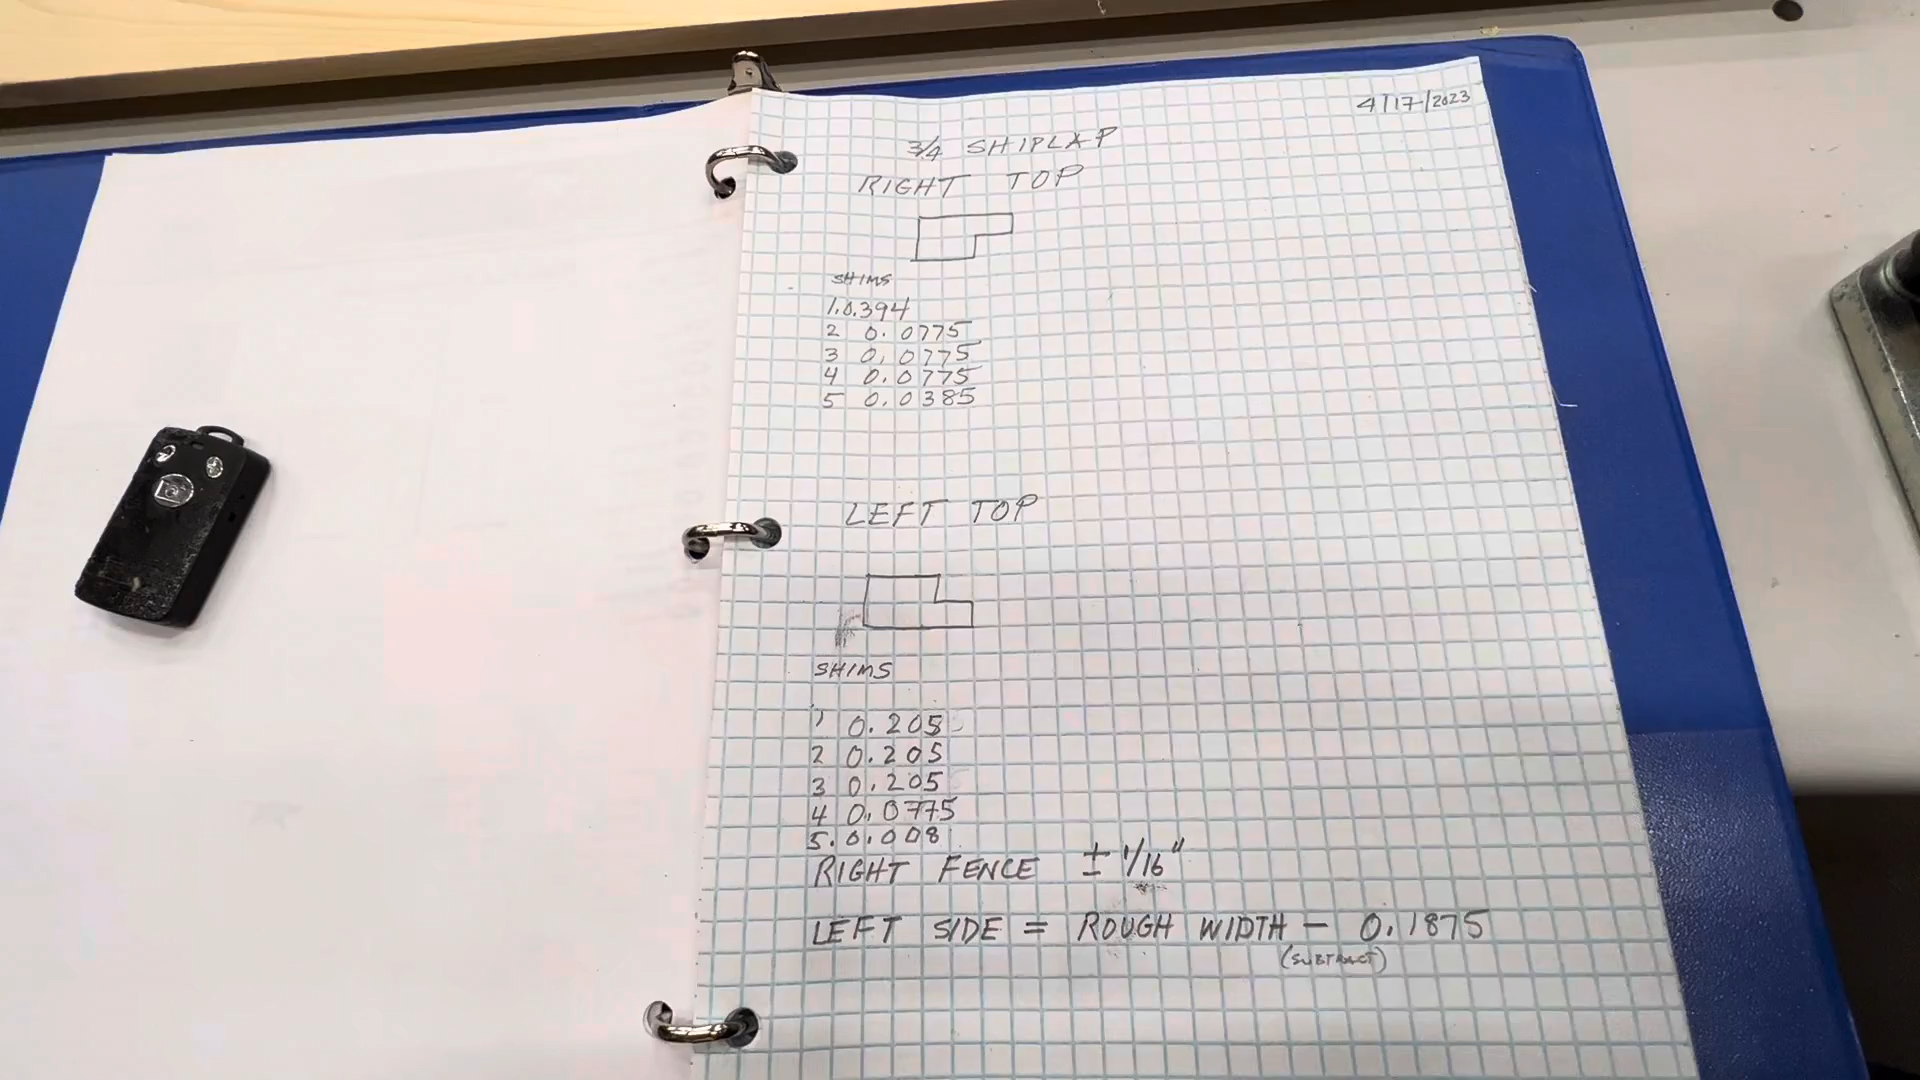 4/17/2023
3/4 SHIPLAP
RIGHT TOP
SHIMS
1.0.394
2 0.0775
3 0.0775
4 0.0775
5 0.0385
LEFT TOP
SHIMS
1 0.205
2 0.205
3 0.205
4 0.0775
5.0.008
RIGHT FENCE ± 1/16"
LEFT SIDE = ROUGH WIDTH - 0.1875
(SUBTRACT)